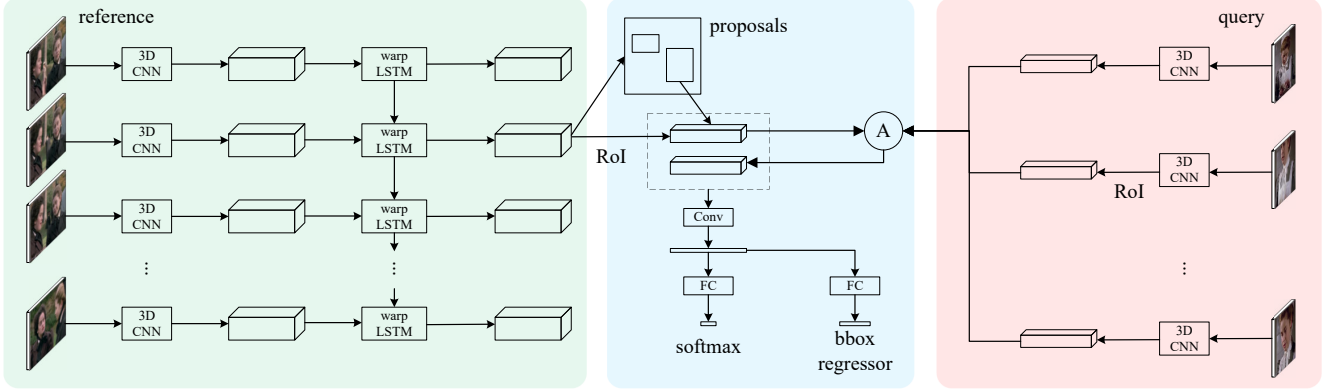 reference
3D
CNN
warp
LSTM
3D
CNN
warp
LSTM
3D
CNN
warp
LSTM
...
...
3D
CNN
warp
LSTM
proposals
RoI
A
Conv
FC
FC
softmax
bbox
regressor
query
3D
CNN
3D
CNN
RoI
...
3D
CNN